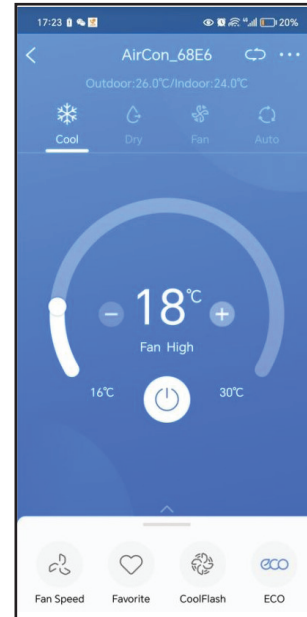 17:23 20%
AirCon_68E6
Outdoor:26.0℃/Indoor:24.0℃
Cool Dry Fan Auto
− 18℃ +
Fan High
16℃ 30℃
eco
Fan Speed Favorite CoolFlash ECO